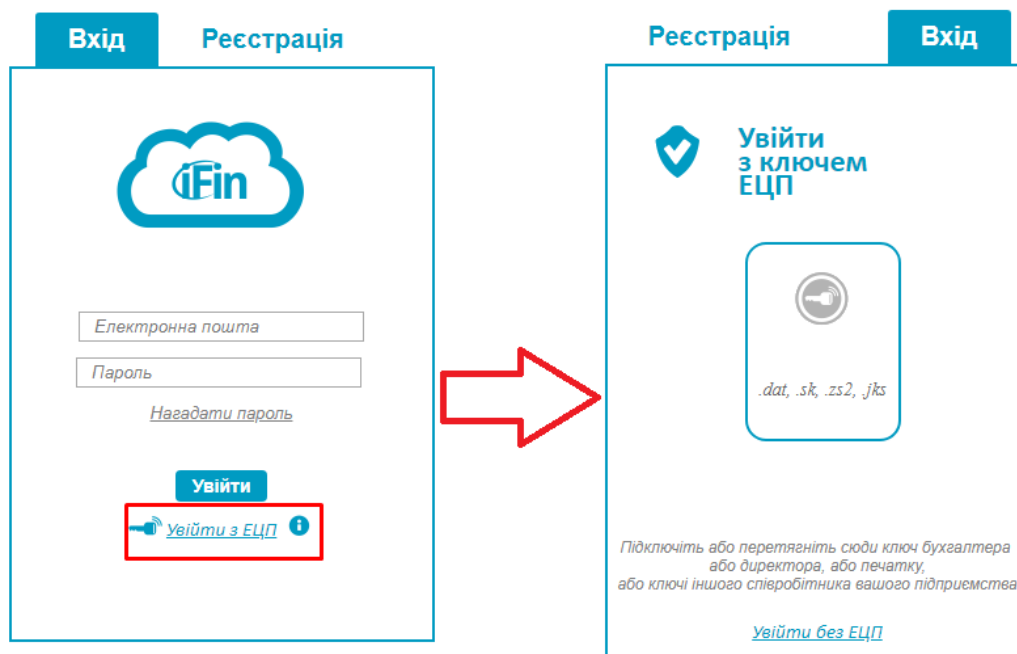 Вхід
Реєстрація
iFin
Електронна пошта
Пароль
Нагадати пароль
Увійти
Увійти з ЕЦП
Реєстрація
Вхід
Увійти
з ключем
ЕЦП
.dat, .sk, .zs2, .jks
Підключіть або перетягніть сюди ключ бухгалтера
або директора, або печатку,
або ключі іншого співробітника вашого підприємства
Увійти без ЕЦП